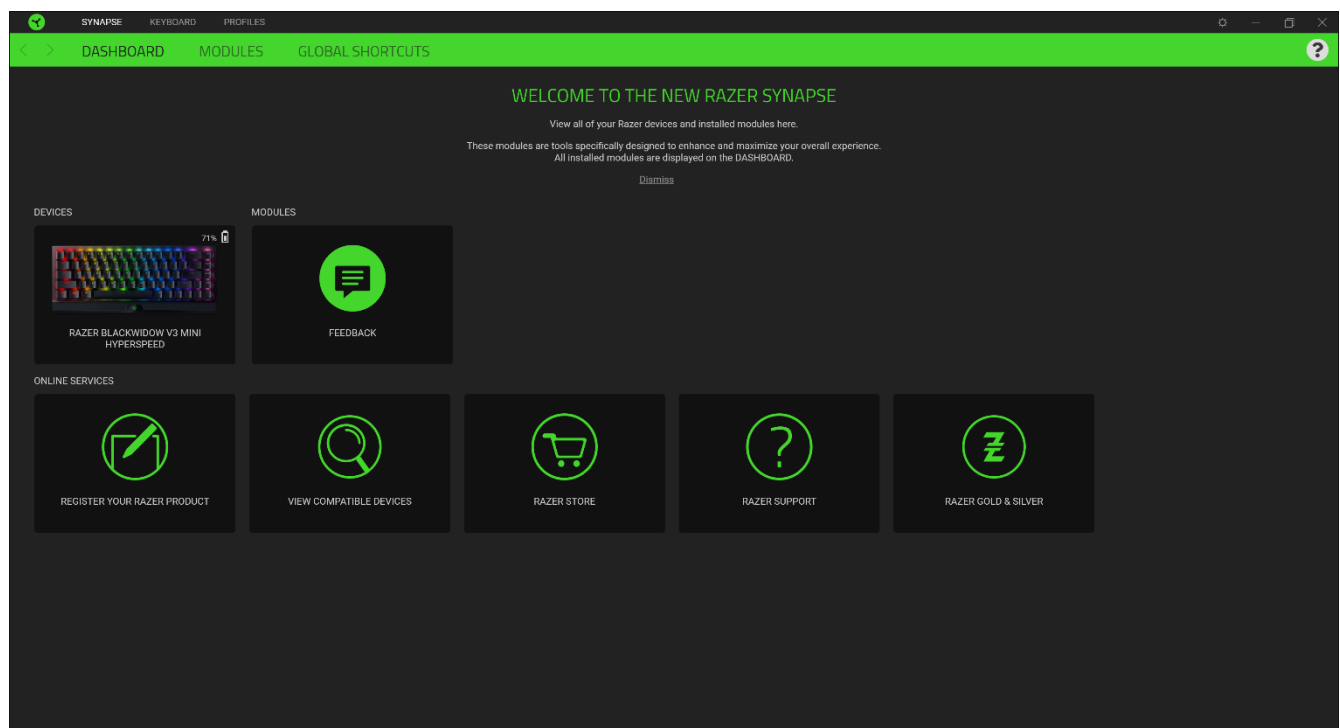 SYNAPSE KEYBOARD PROFILES
DASHBOARD MODULES GLOBAL SHORTCUTS
?
WELCOME TO THE NEW RAZER SYNAPSE
View all of your Razer devices and installed modules here.
These modules are tools specifically designed to enhance and maximize your overall experience.
All installed modules are displayed on the DASHBOARD.
Dismiss
DEVICES
MODULES
71%
RAZER BLACKWIDOW V3 MINI
HYPERSPEED
FEEDBACK
ONLINE SERVICES
REGISTER YOUR RAZER PRODUCT
VIEW COMPATIBLE DEVICES
RAZER STORE
?
RAZER SUPPORT
RAZER GOLD & SILVER